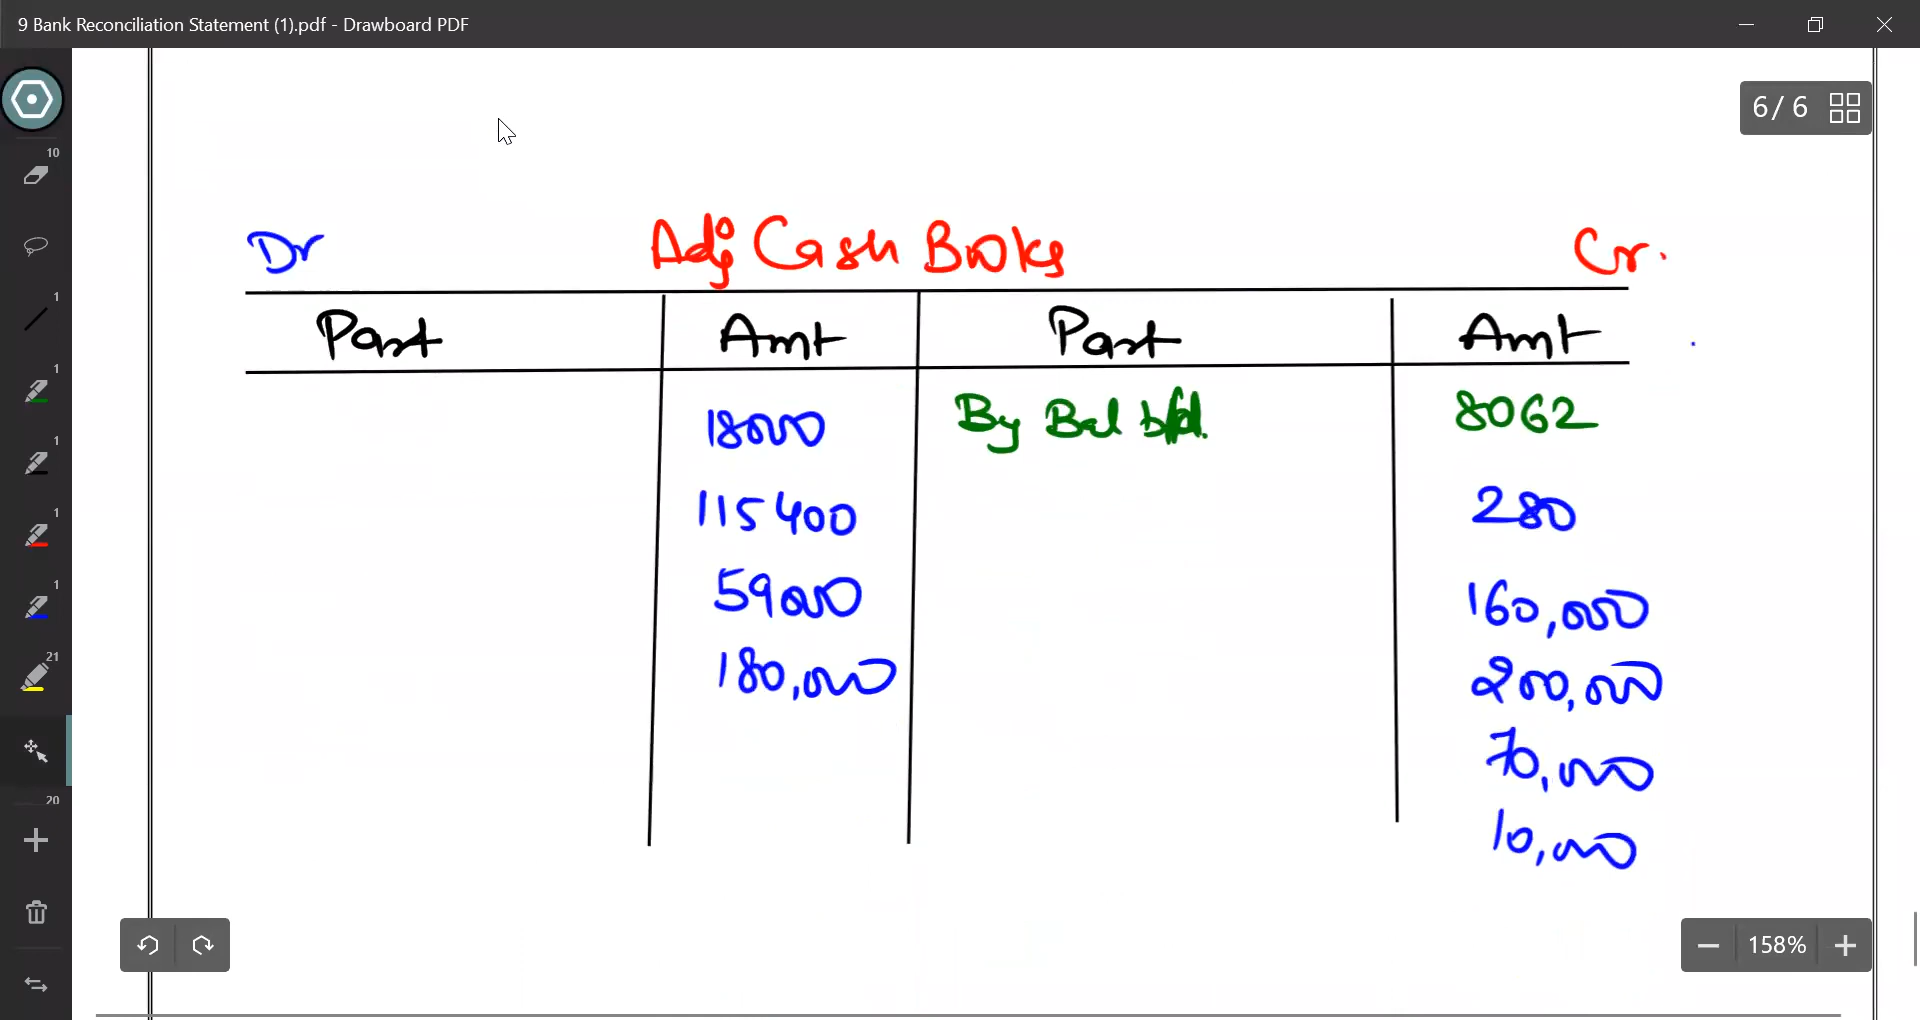 9 Bank Reconciliation Statement (1).pdf - Drawboard PDF
6 / 6
10
1
1
1
1
1
21
20
Dr Adj Cash Books Cr.
Part Amt Part Amt
18000 By Bal b/d. 8062
115400 280
59000 160,000
180,000 200,000
70,000
10,000
158%